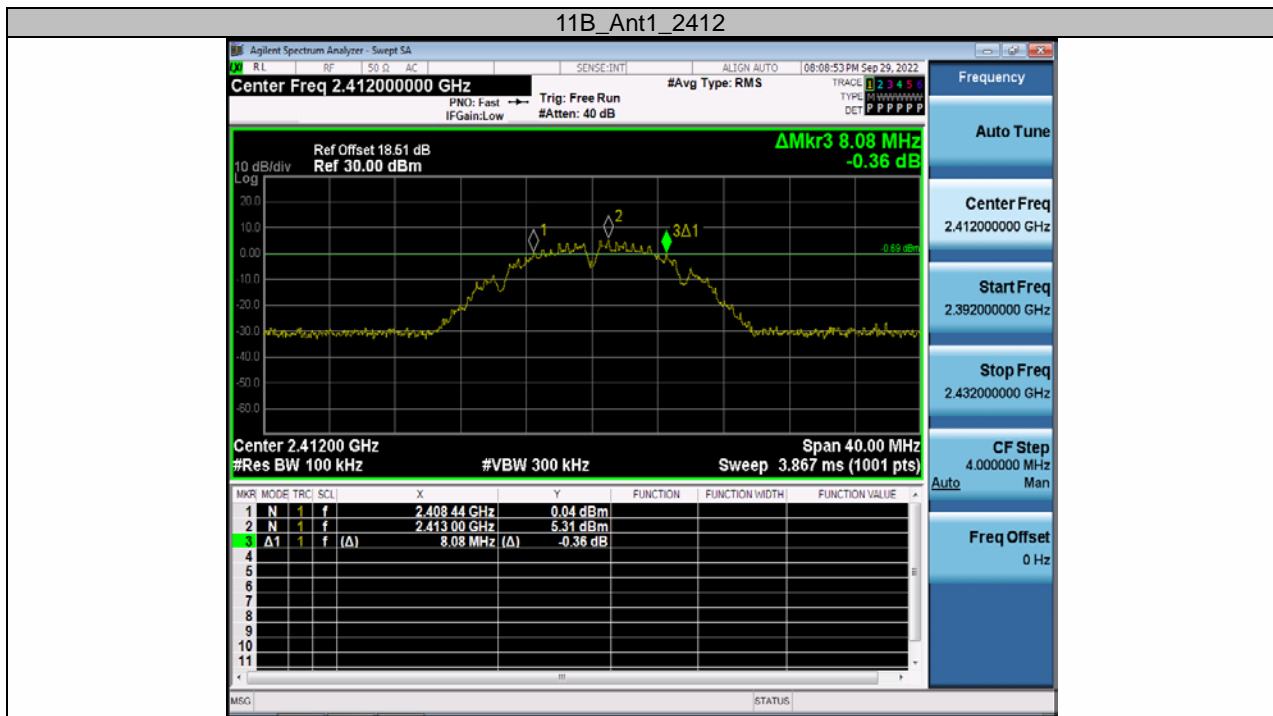 11B_Ant1_2412
Agilent Spectrum Analyzer - Swept SA
RL RF 50 Ω AC SENSE:INT ALIGN AUTO 08:08:53 PM Sep 29, 2022
Center Freq 2.412000000 GHz
PNO: Fast
IFGain:Low
Trig: Free Run
#Atten: 40 dB
#Avg Type: RMS
TRACE 1 2 3 4 5 6
TYPE M WWWWW
DET P P P P P P
Frequency
Auto Tune
Center Freq
2.412000000 GHz
Start Freq
2.392000000 GHz
Stop Freq
2.432000000 GHz
CF Step
4.000000 MHz
Auto Man
Freq Offset
0 Hz
ΔMkr3 8.08 MHz
-0.36 dB
Ref Offset 18.51 dB
10 dB/div Ref 30.00 dBm
Log
20.0
10.0
0.00
-10.0
-20.0
-30.0
-40.0
-50.0
-60.0
1
2
3Δ1
-0.69 dBm
Center 2.41200 GHz Span 40.00 MHz
#Res BW 100 kHz #VBW 300 kHz Sweep 3.867 ms (1001 pts)
MKR MODE TRC SCL X Y FUNCTION FUNCTION WIDTH FUNCTION VALUE
1 N 1 f 2.408 44 GHz 0.04 dBm
2 N 1 f 2.413 00 GHz 5.31 dBm
3 Δ1 1 f (Δ) 8.08 MHz (Δ) -0.36 dB
4
5
6
7
8
9
10
11
MSG STATUS